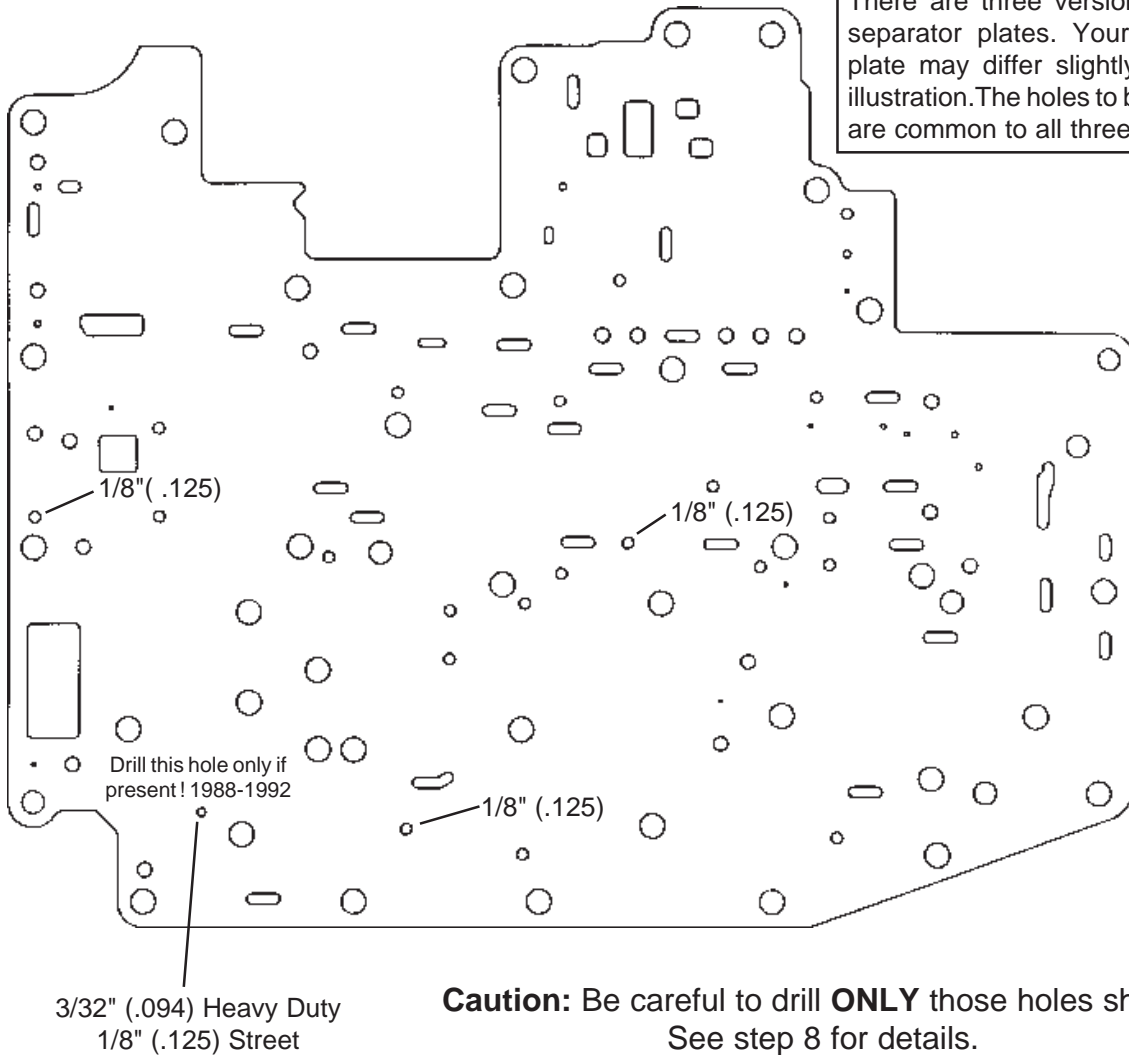 There are three version
separator plates. Your
plate may differ slightly
illustration.The holes to b
are common to all three
1/8"( .125)
1/8" (.125)
Drill this hole only if
present! 1988-1992
1/8" (.125)
3/32" (.094) Heavy Duty
1/8" (.125) Street
Caution: Be careful to drill ONLY those holes sh
See step 8 for details.